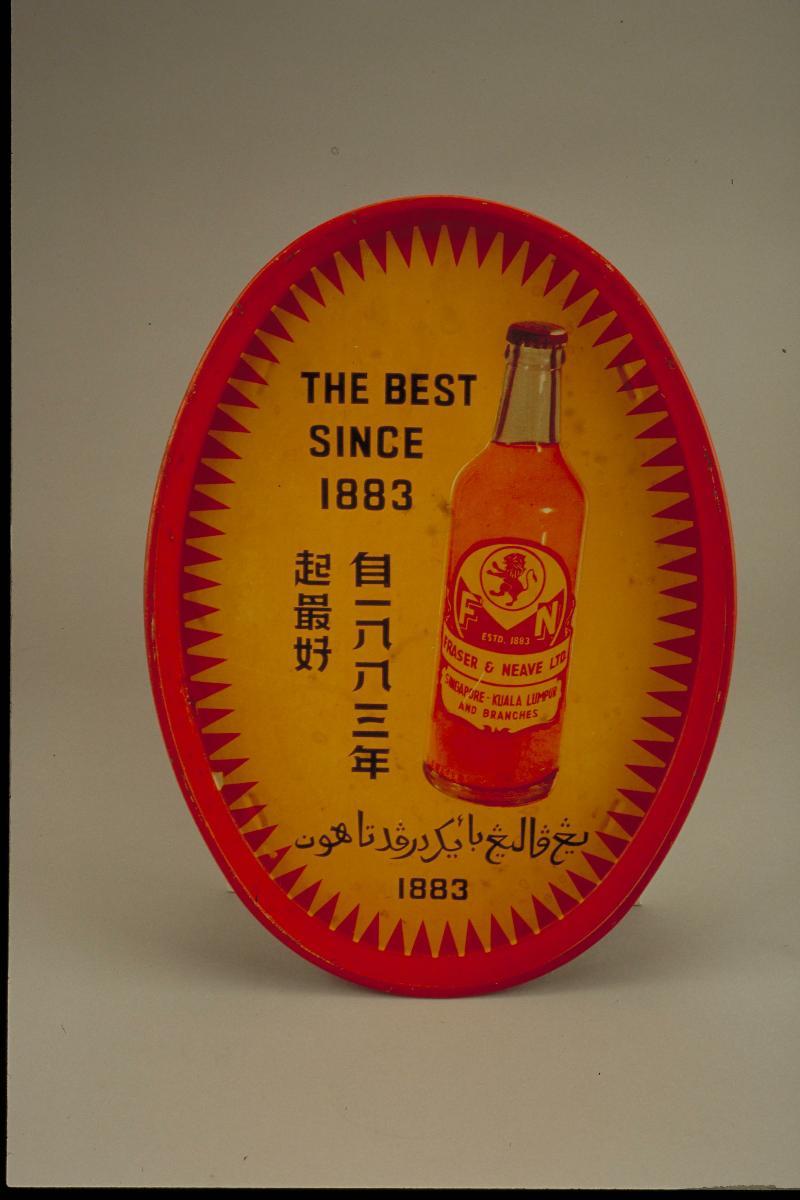 THE BEST
SINCE
1883
自一八八三年
起最好
F N
ESTD. 1883
FRASER & NEAVE LTD.
SINGAPORE - KUALA LUMPUR
AND BRANCHES
يڠ ڤاليڠ بائيک درڤد تاهون
1883